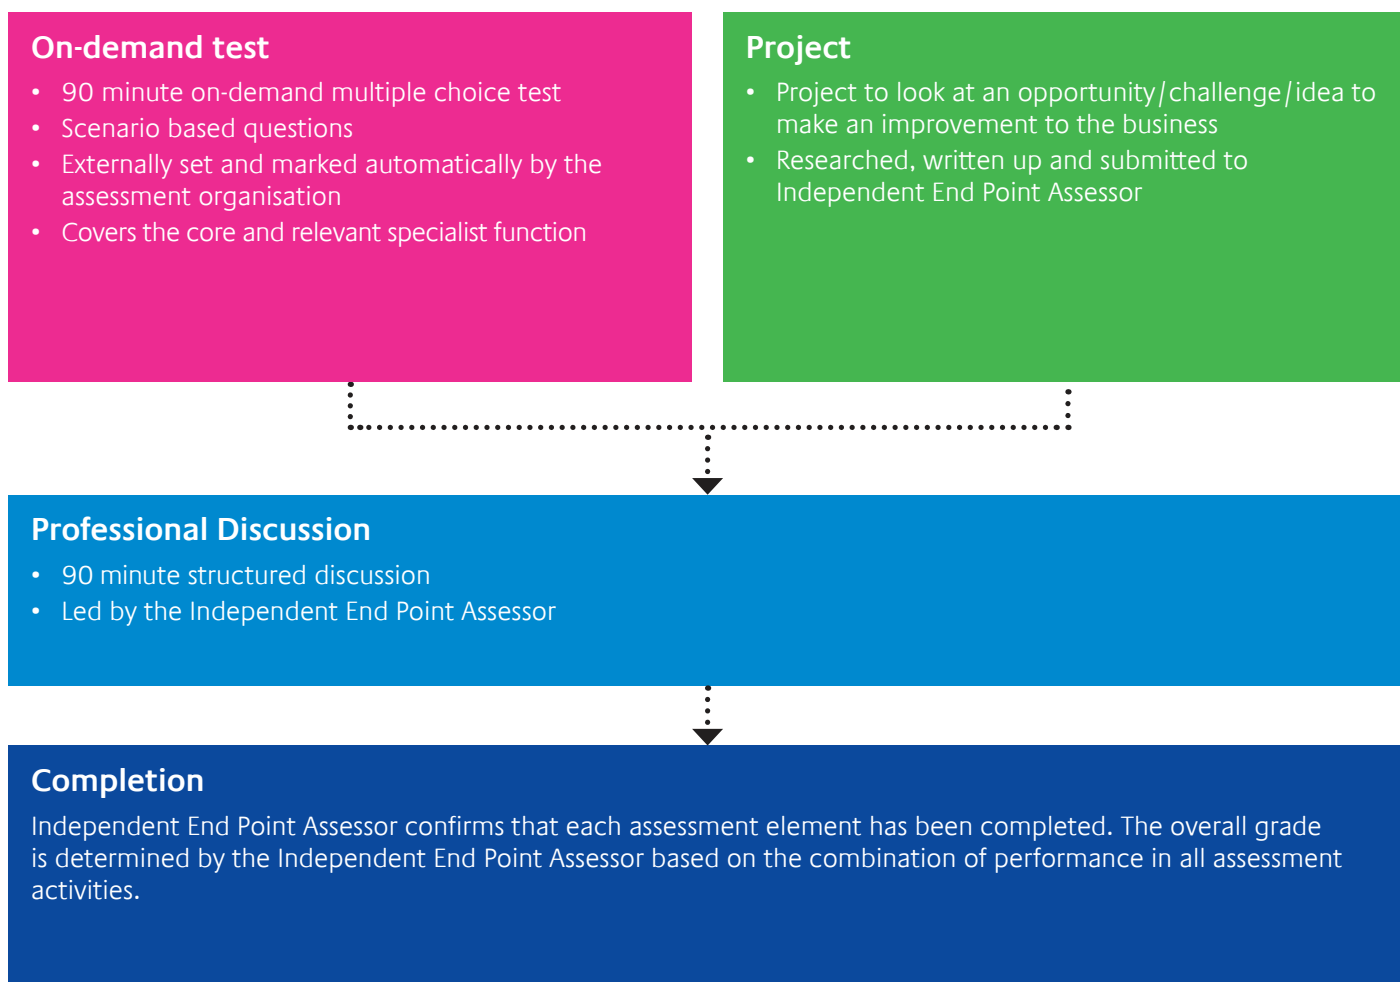 On-demand test
• 90 minute on-demand multiple choice test
• Scenario based questions
• Externally set and marked automatically by the
assessment organisation
• Covers the core and relevant specialist function
Project
• Project to look at an opportunity/challenge/idea to
make an improvement to the business
• Researched, written up and submitted to
Independent End Point Assessor
Professional Discussion
• 90 minute structured discussion
• Led by the Independent End Point Assessor
Completion
Independent End Point Assessor confirms that each assessment element has been completed. The overall grade
is determined by the Independent End Point Assessor based on the combination of performance in all assessment
activities.